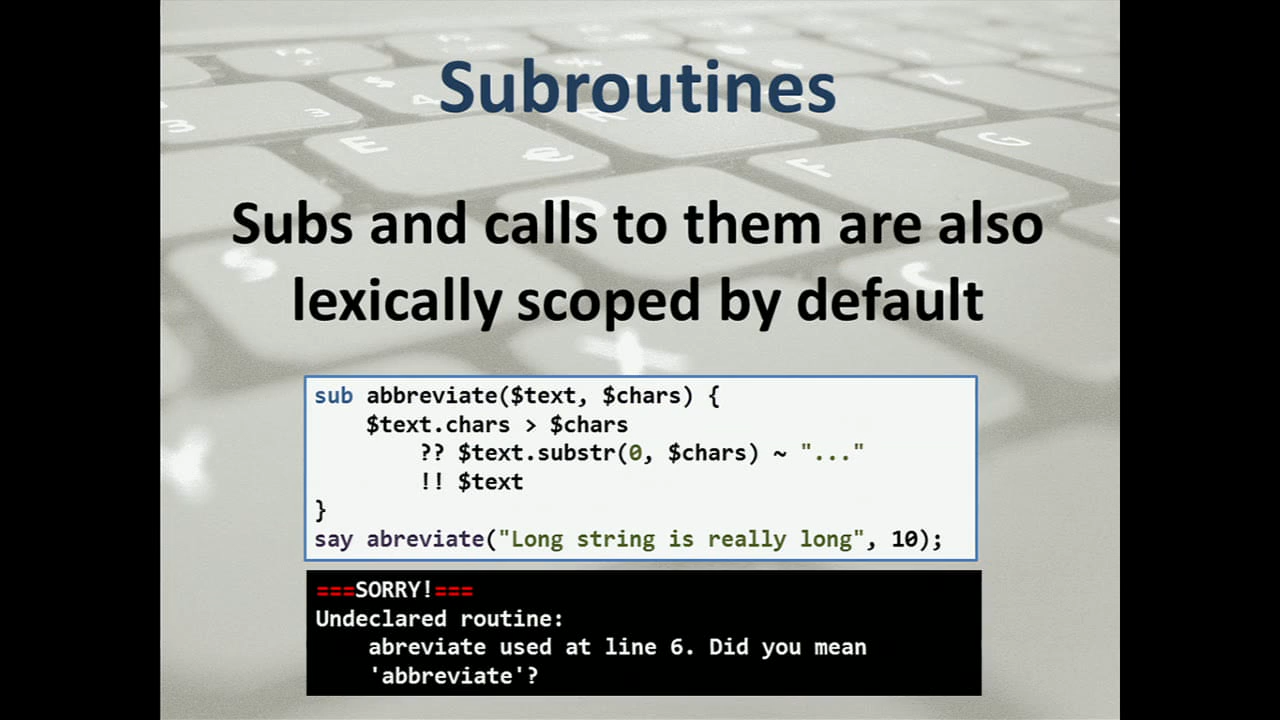 Subroutines
Subs and calls to them are also
lexically scoped by default
sub abbreviate($text, $chars) {
    $text.chars > $chars
        ?? $text.substr(0, $chars) ~ "..."
        !! $text
}
say abreviate("Long string is really long", 10);
===SORRY!===
Undeclared routine:
    abreviate used at line 6. Did you mean
    'abbreviate'?